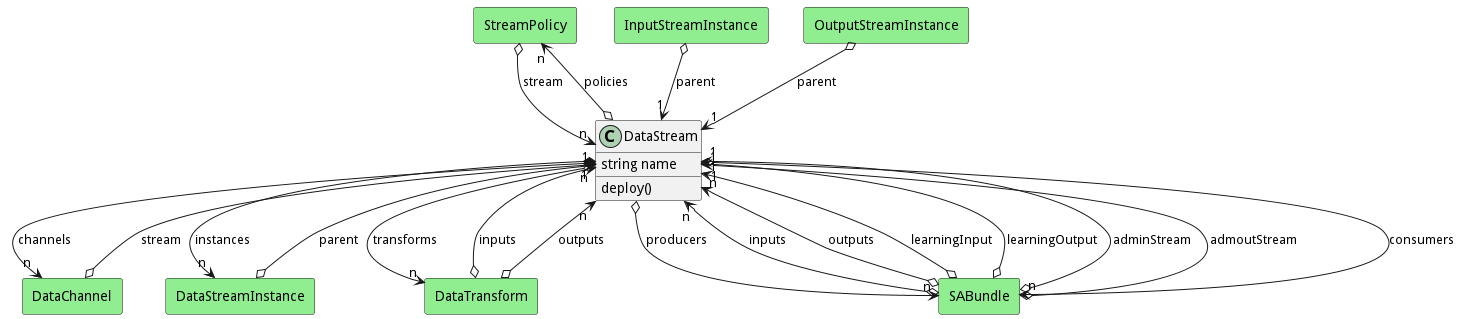 StreamPolicy
InputStreamInstance
OutputStreamInstance
n
stream
policies
parent
parent
n
1
1
C DataStream
string name
deploy()
1
1
n
1
1
n
n
n
channels
stream
instances
parent
transforms
inputs
outputs
producers
inputs
outputs
learningInput
learningOutput
adminStream
admoutStream
consumers
n
n
n
n
n
DataChannel
DataStreamInstance
DataTransform
SABundle